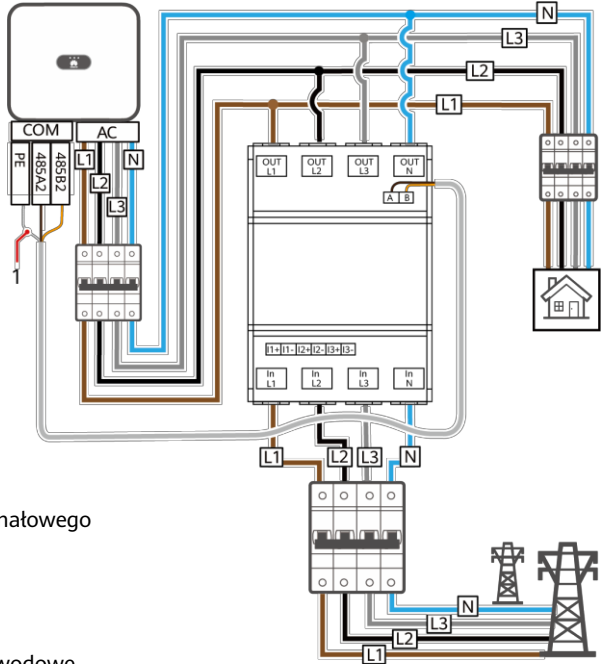 N
L3
L2
L1
COM
AC
PE
485A2
485B2
L1
L2
L3
N
1
OUT L1
OUT L2
OUT L3
OUT N
A B
I1+ I1- I2+ I2- I3+ I3-
In L1
In L2
In L3
In N
L1
L2
L3
N
nałowego
N
L3
L2
L1
wodowe